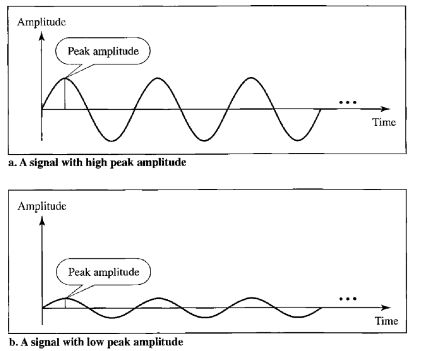 Amplitude
Peak amplitude
...
Time
a. A signal with high peak amplitude
Amplitude
Peak amplitude
...
Time
b. A signal with low peak amplitude